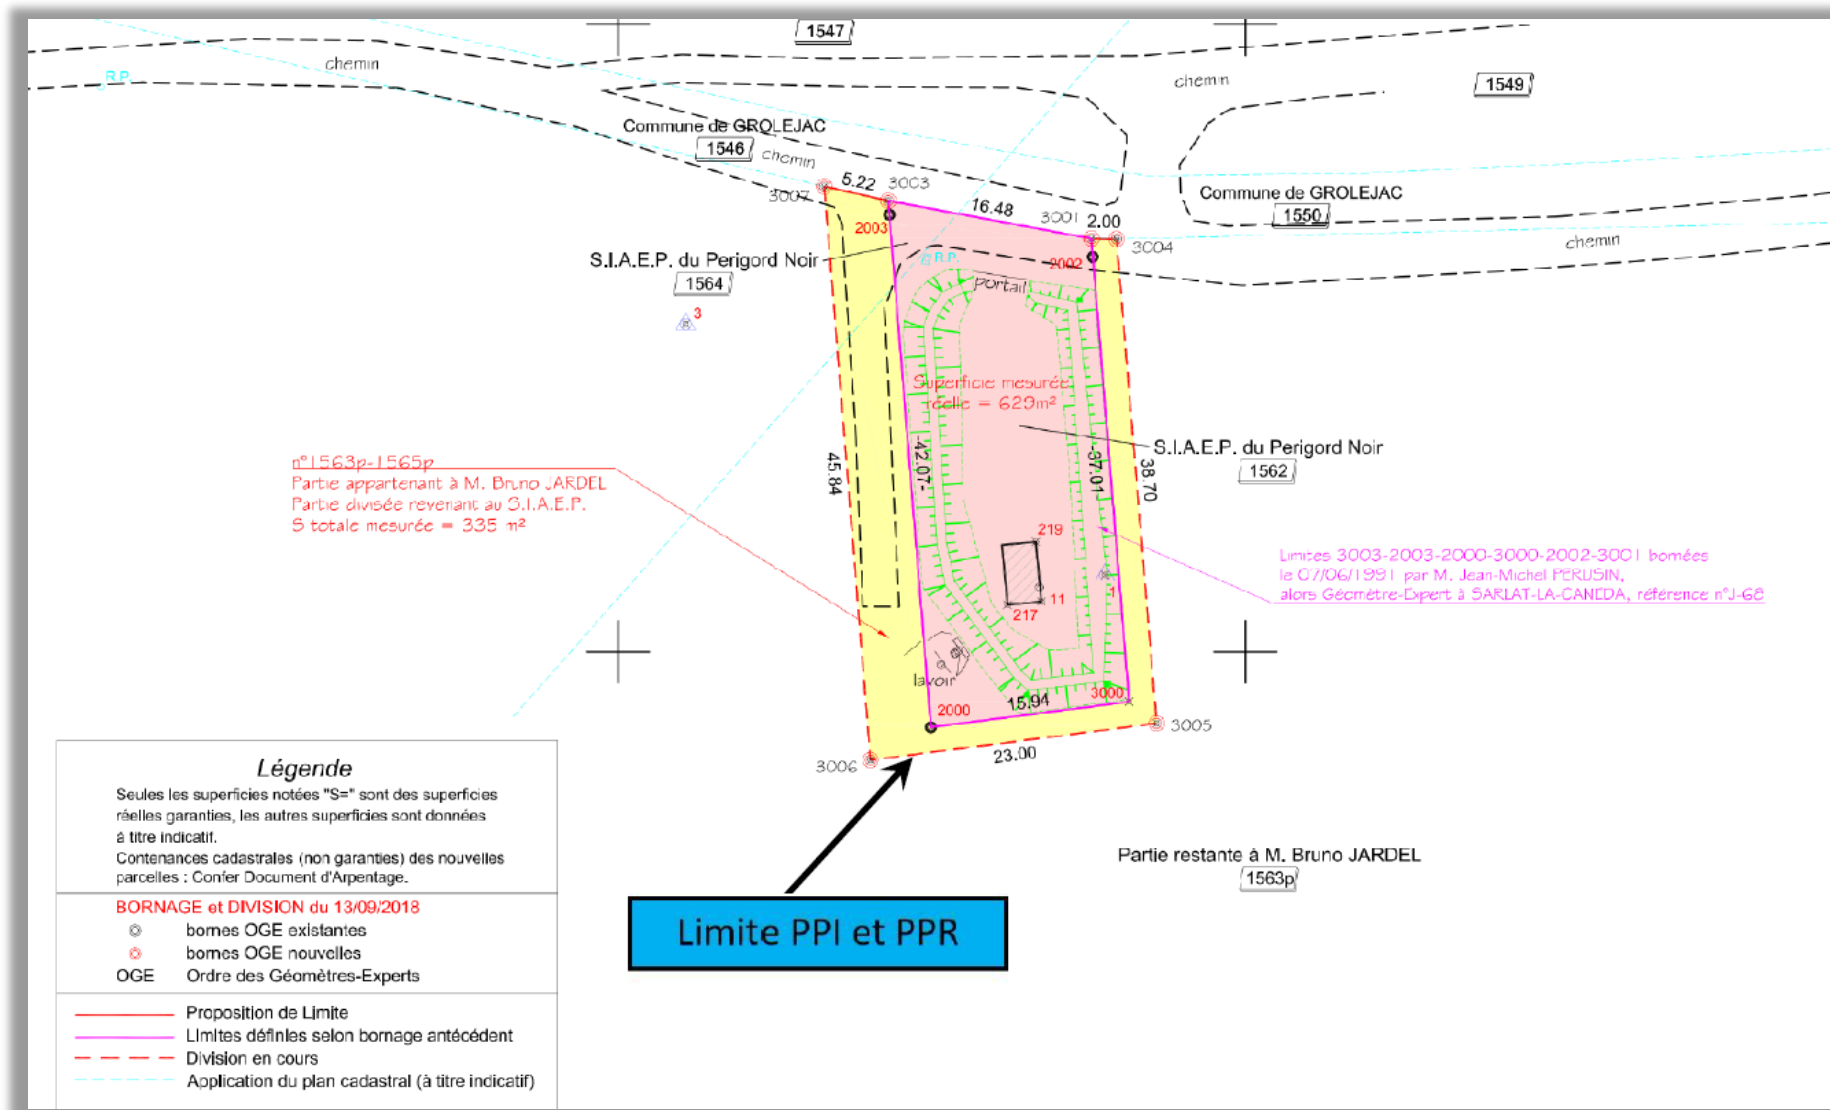 1547
chemin
R.P.
chemin
1549
Commune de GROLEJAC
1546
chemin
5.22
3003
3007
16.48
3001
2.00
Commune de GROLEJAC
1550
3004
chemin
2003
2002
S.I.A.E.P. du Perigord Noir
1564
R.P.
portail
3
Superficie mesurée
réelle = 629m²
S.I.A.E.P. du Perigord Noir
1562
n°1563p-1565p
Partie appartenant à M. Bruno JARDEL
Partie divisée revenant au S.I.A.E.P.
S totale mesurée = 335 m²
45.84
-42.07-
-37.01-
38.70
219
11
217
1
Limites 3003-2003-2000-3000-2002-3001 bornées
le 07/06/1991 par M. Jean-Michel PERUSIN,
alors Géomètre-Expert à SARLAT-LA-CANEDA, référence n°J-68
lavoir
2000
15.94
3000
3005
23.00
3006
Légende
Seules les superficies notées "S=" sont des superficies
réelles garanties, les autres superficies sont données
à titre indicatif.
Contenances cadastrales (non garanties) des nouvelles
parcelles : Confer Document d'Arpentage.
BORNAGE et DIVISION du 13/09/2018
bornes OGE existantes
bornes OGE nouvelles
OGE Ordre des Géomètres-Experts
Proposition de Limite
Limites définies selon bornage antécédent
Division en cours
Application du plan cadastral (à titre indicatif)
Limite PPI et PPR
Partie restante à M. Bruno JARDEL
1563p